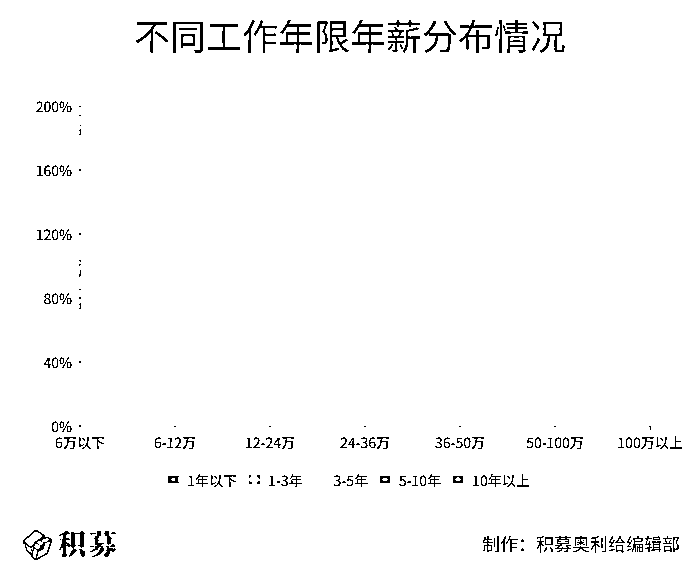 不同工作年限年薪分布情况
200%
160%
120%
80%
40%
0%
6万以下 6-12万 12-24万 24-36万 36-50万 50-100万 100万以上
1年以下 1-3年 3-5年 5-10年 10年以上
积募 制作：积募奥利给编辑部